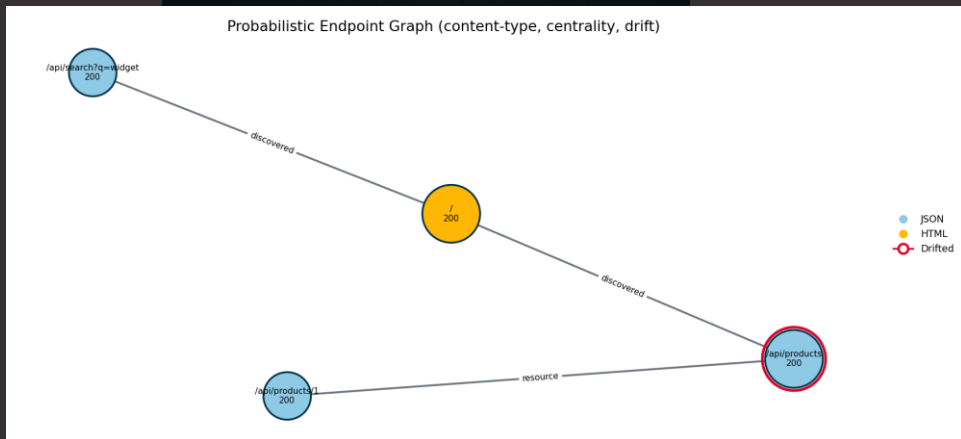 Probabilistic Endpoint Graph (content-type, centrality, drift)
/api/search?q=widget
200
discovered
/
200
JSON
HTML
Drifted
discovered
/api/products
200
resource
/api/products/1
200